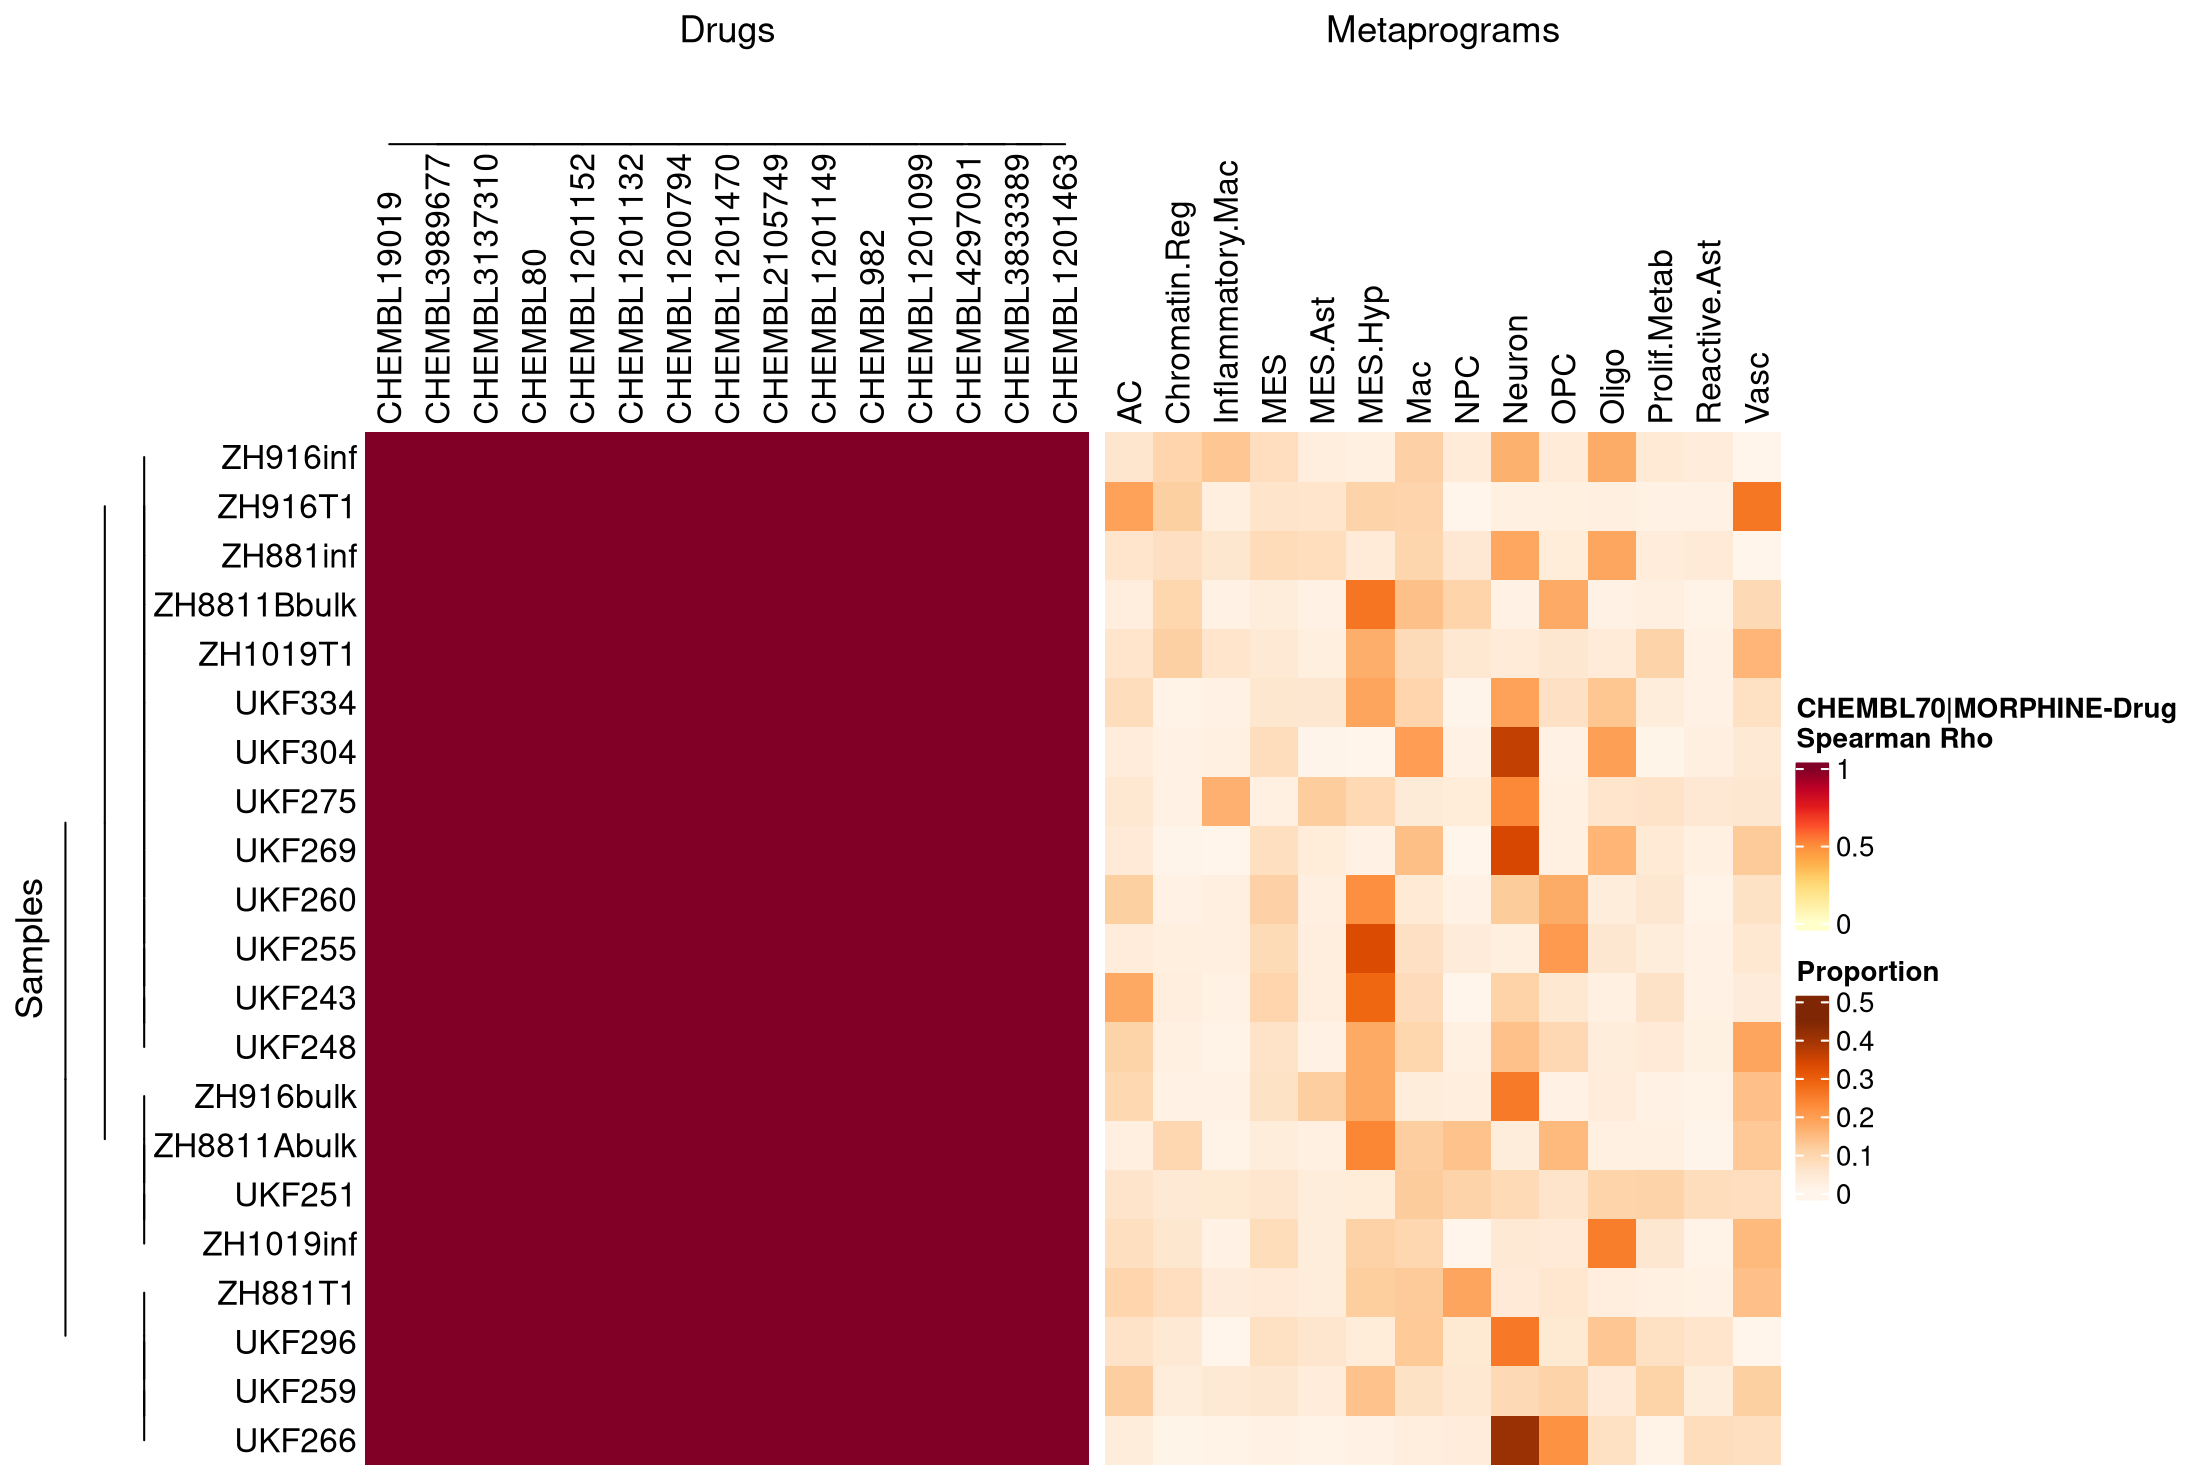 Drugs
Metaprograms
CHEMBL19019
CHEMBL3989677
CHEMBL3137310
CHEMBL80
CHEMBL1201152
CHEMBL1201132
CHEMBL1200794
CHEMBL1201470
CHEMBL2105749
CHEMBL1201149
CHEMBL982
CHEMBL1201099
CHEMBL4297091
CHEMBL3833389
CHEMBL1201463
AC
Chromatin.Reg
Inflammatory.Mac
MES
MES.Ast
MES.Hyp
Mac
NPC
Neuron
OPC
Oligo
Prolif.Metab
Reactive.Ast
Vasc
Samples
ZH916inf
ZH916T1
ZH881inf
ZH8811Bbulk
ZH1019T1
UKF334
UKF304
UKF275
UKF269
UKF260
UKF255
UKF243
UKF248
ZH916bulk
ZH8811Abulk
UKF251
ZH1019inf
ZH881T1
UKF296
UKF259
UKF266
CHEMBL70|MORPHINE-Drug
Spearman Rho
1
0.5
0
Proportion
0.5
0.4
0.3
0.2
0.1
0